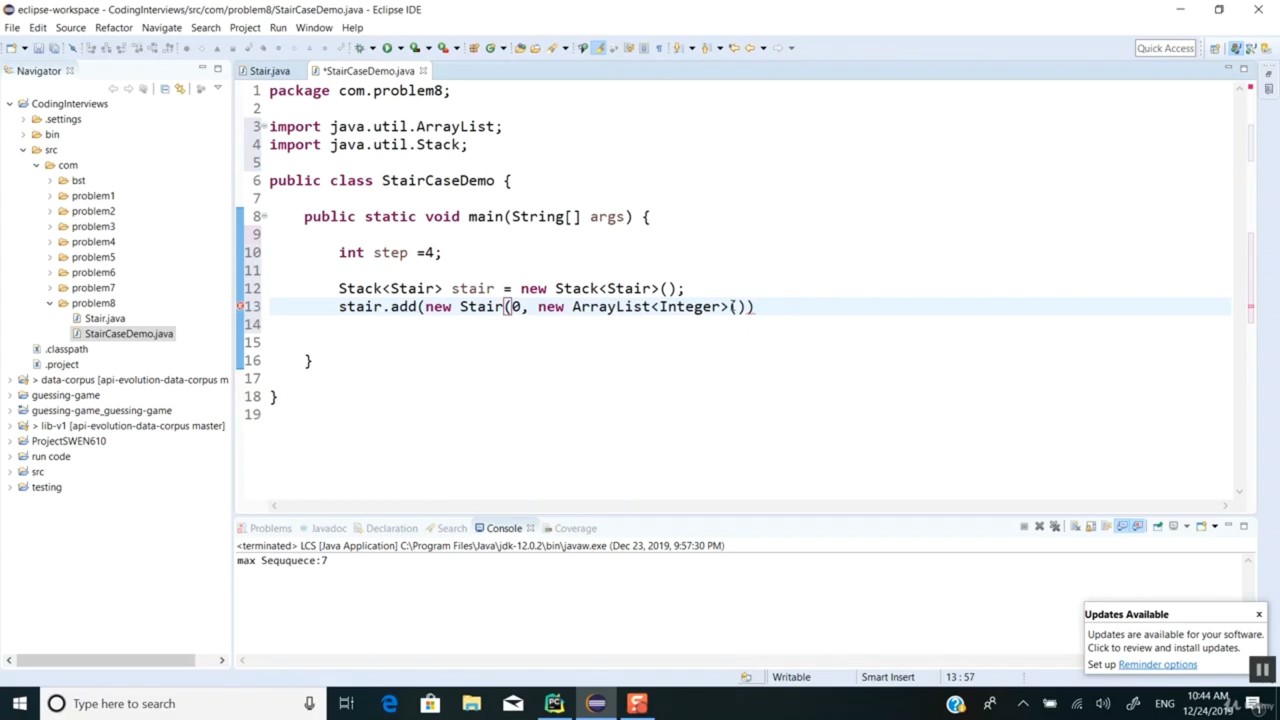 eclipse-workspace - CodingInterviews/src/com/problem8/StairCaseDemo.java - Eclipse IDE
File Edit Source Refactor Navigate Search Project Run Window Help
Quick Access
Navigator
Stair.java
*StairCaseDemo.java
CodingInterviews
.settings
bin
src
com
bst
problem1
problem2
problem3
problem4
problem5
problem6
problem7
problem8
Stair.java
StairCaseDemo.java
.classpath
.project
> data-corpus [api-evolution-data-corpus m
guessing-game
guessing-game_guessing-game
> lib-v1 [api-evolution-data-corpus master]
ProjectSWEN610
run code
src
testing
1 package com.problem8;
2
3 import java.util.ArrayList;
4 import java.util.Stack;
5
6 public class StairCaseDemo {
7
8 public static void main(String[] args) {
9
10 int step =4;
11
12 Stack<Stair> stair = new Stack<Stair>();
13 stair.add(new Stair(0, new ArrayList<Integer>())
14
15
16 }
17
18 }
19
Problems Javadoc Declaration Search Console Coverage
<terminated> LCS [Java Application] C:\Program Files\Java\jdk-12.0.2\bin\javaw.exe (Dec 23, 2019, 9:57:30 PM)
max Seququece:7
Updates Available x
Updates are available for your software.
Click to review and install updates.
Set up Reminder options
Writable
Smart Insert
13 : 57
Type here to search
ENG
10:44 AM
12/24/2019